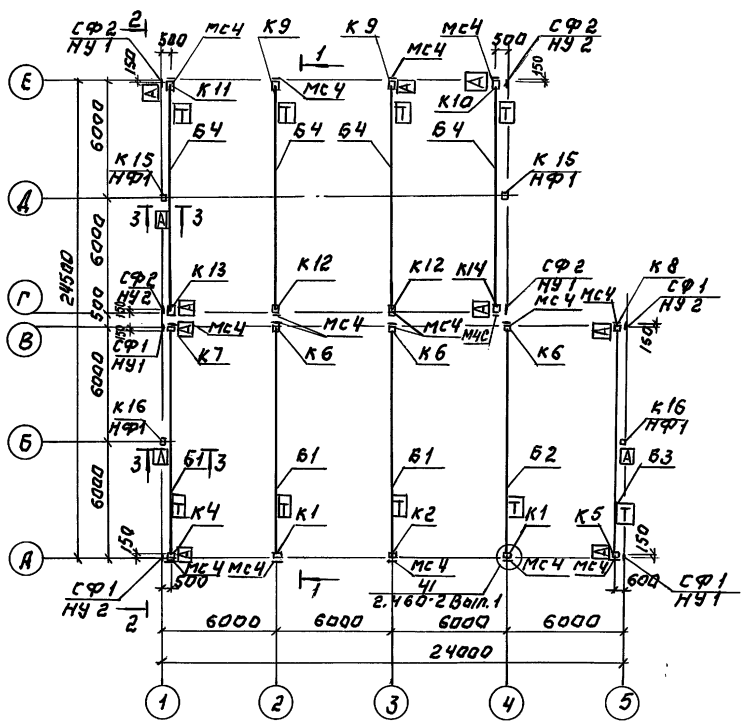 СФ2
НУ1
2
500
МС4
К9
1
К9
МС4
МС4
500
СФ2
НУ2
150
150
Е
А
К11
МС4
А
А
К10
Т
Т
Т
Т
6000
Б4
Б4
Б4
Б4
К15
НФ1
К15
НФ1
Д
3
А
3
24500
6000
СФ2
НУ2
К13
К12
К12
К14
СФ2
НУ1
К8
СФ1
НУ2
Г
500
150
А
А
МС4
МС4
В
150
А
МС4
МС4
МС4
МЧС
А
150
СФ1
НУ1
К7
К6
К6
К6
6000
К16
НФ1
К16
НФ1
Б
3
А
Б1
3
Б1
Б1
Б2
А
Б3
6000
Т
Т
Т
Т
Т
К4
К1
К2
К1
К5
150
А
А
150
А
МС4
МС4
МС4
МС4
МС4
500
600
СФ1
НУ2
2
1
41
2.460-2 Вып.1
СФ1
НУ1
6000
6000
6000
6000
24000
1
2
3
4
5